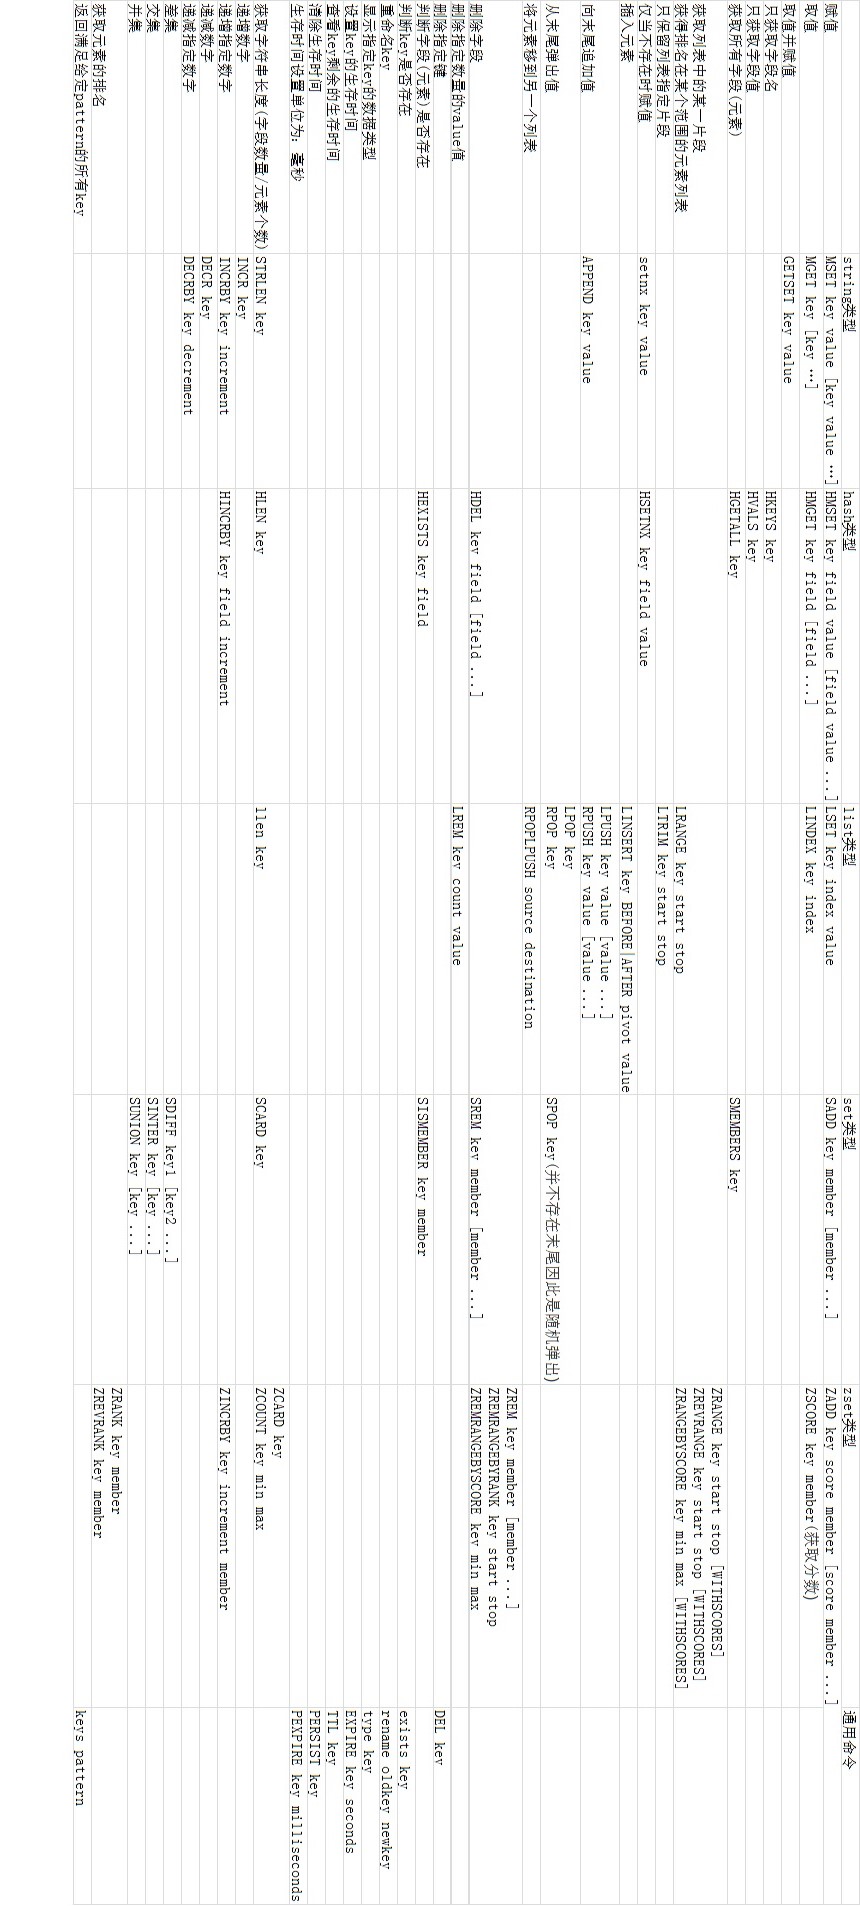 string类型 hash类型 list类型 set类型 zset类型 通用命令
赋值 MSET key value [key value …] HMSET key field value [field value ...] LSET key index value SADD key member [member ...] ZADD key score member [score member ...]
取值 MGET key [key …] HMGET key field [field ...] LINDEX key index ZSCORE key member(获取分数)
取值并赋值 GETSET key value
只获取字段名 HKEYS key
只获取字段值 HVALS key
获取所有字段(元素) HGETALL key SMEMBERS key
ZRANGE key start stop [WITHSCORES]
获取列表中的某一片段 ZREVRANGE key start stop [WITHSCORES]
获得排名在某个范围的元素列表 LRANGE key start stop ZRANGEBYSCORE key min max [WITHSCORES]
只保留列表指定片段 LTRIM key start stop
仅当不存在时赋值 setnx key value HSETNX key field value
插入元素 LINSERT key BEFORE|AFTER pivot value
LPUSH key value [value ...]
向末尾追加值 APPEND key value RPUSH key value [value ...]
LPOP key
从末尾弹出值 RPOP key SPOP key(并不存在末尾因此是随机弹出)
将元素移到另一个列表 RPOPLPUSH source destination
ZREM key member [member ...]
ZREMRANGEBYRANK key start stop
删除字段 HDEL key field [field ...] SREM key member [member ...] ZREMRANGEBYSCORE key min max
删除指定数量的value值 LREM key count value
删除指定键 DEL key
判断字段(元素)是否存在 HEXISTS key field SISMEMBER key member
判断key是否存在 exists key
重命名key rename oldkey newkey
显示指定key的数据类型 type key
设置key的生存时间 EXPIRE key seconds
查看key剩余的生存时间 TTL key
清除生存时间 PERSIST key
生存时间设置单位为：毫秒 PEXPIRE key milliseconds
ZCARD key
获取字符串长度(字段数量/元素个数) STRLEN key HLEN key llen key SCARD key ZCOUNT key min max
递增数字 INCR key
递增指定数字 INCRBY key increment HINCRBY key field increment ZINCRBY key increment member
递减数字 DECR key
递减指定数字 DECRBY key decrement
差集 SDIFF key1 [key2 ...]
交集 SINTER key [key ...]
并集 SUNION key [key ...]
ZRANK key member
获取元素的排名 ZREVRANK key member
返回满足给定pattern的所有key keys pattern